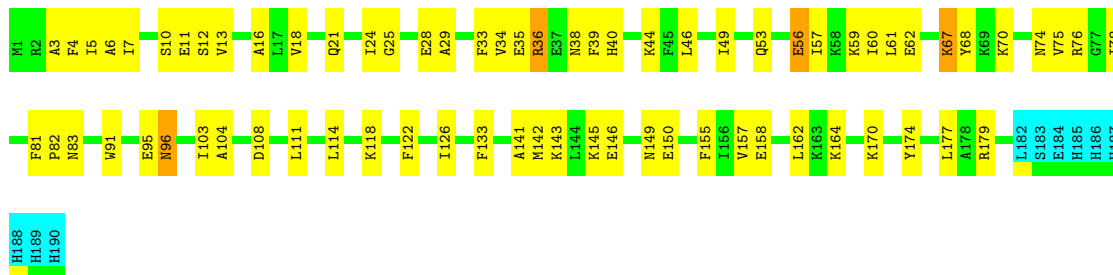 M1 R2 A3 F4 I5 A6 I7 S10 E11 S12 V13 A16 L17 V18 Q21 I24 G25 E28 A29 F33 V34 E35 R36 E37 N38 F39 H40 K44 F45 L46 I49 Q53 E56 I57 K58 K59 I60 L61 E62 K67 Y68 K69 K70 N74 V75 R76 G77
F81 P82 N83 W91 E95 N96 I103 A104 D108 L111 L114 K118 F122 I126 F133 A141 M142 K143 L144 K145 E146 N149 E150 F155 I156 V157 E158 L162 K163 K164 K170 Y174 L177 A178 R179 L182 S183 E184 H185 H186 H187
H188 H189 H190